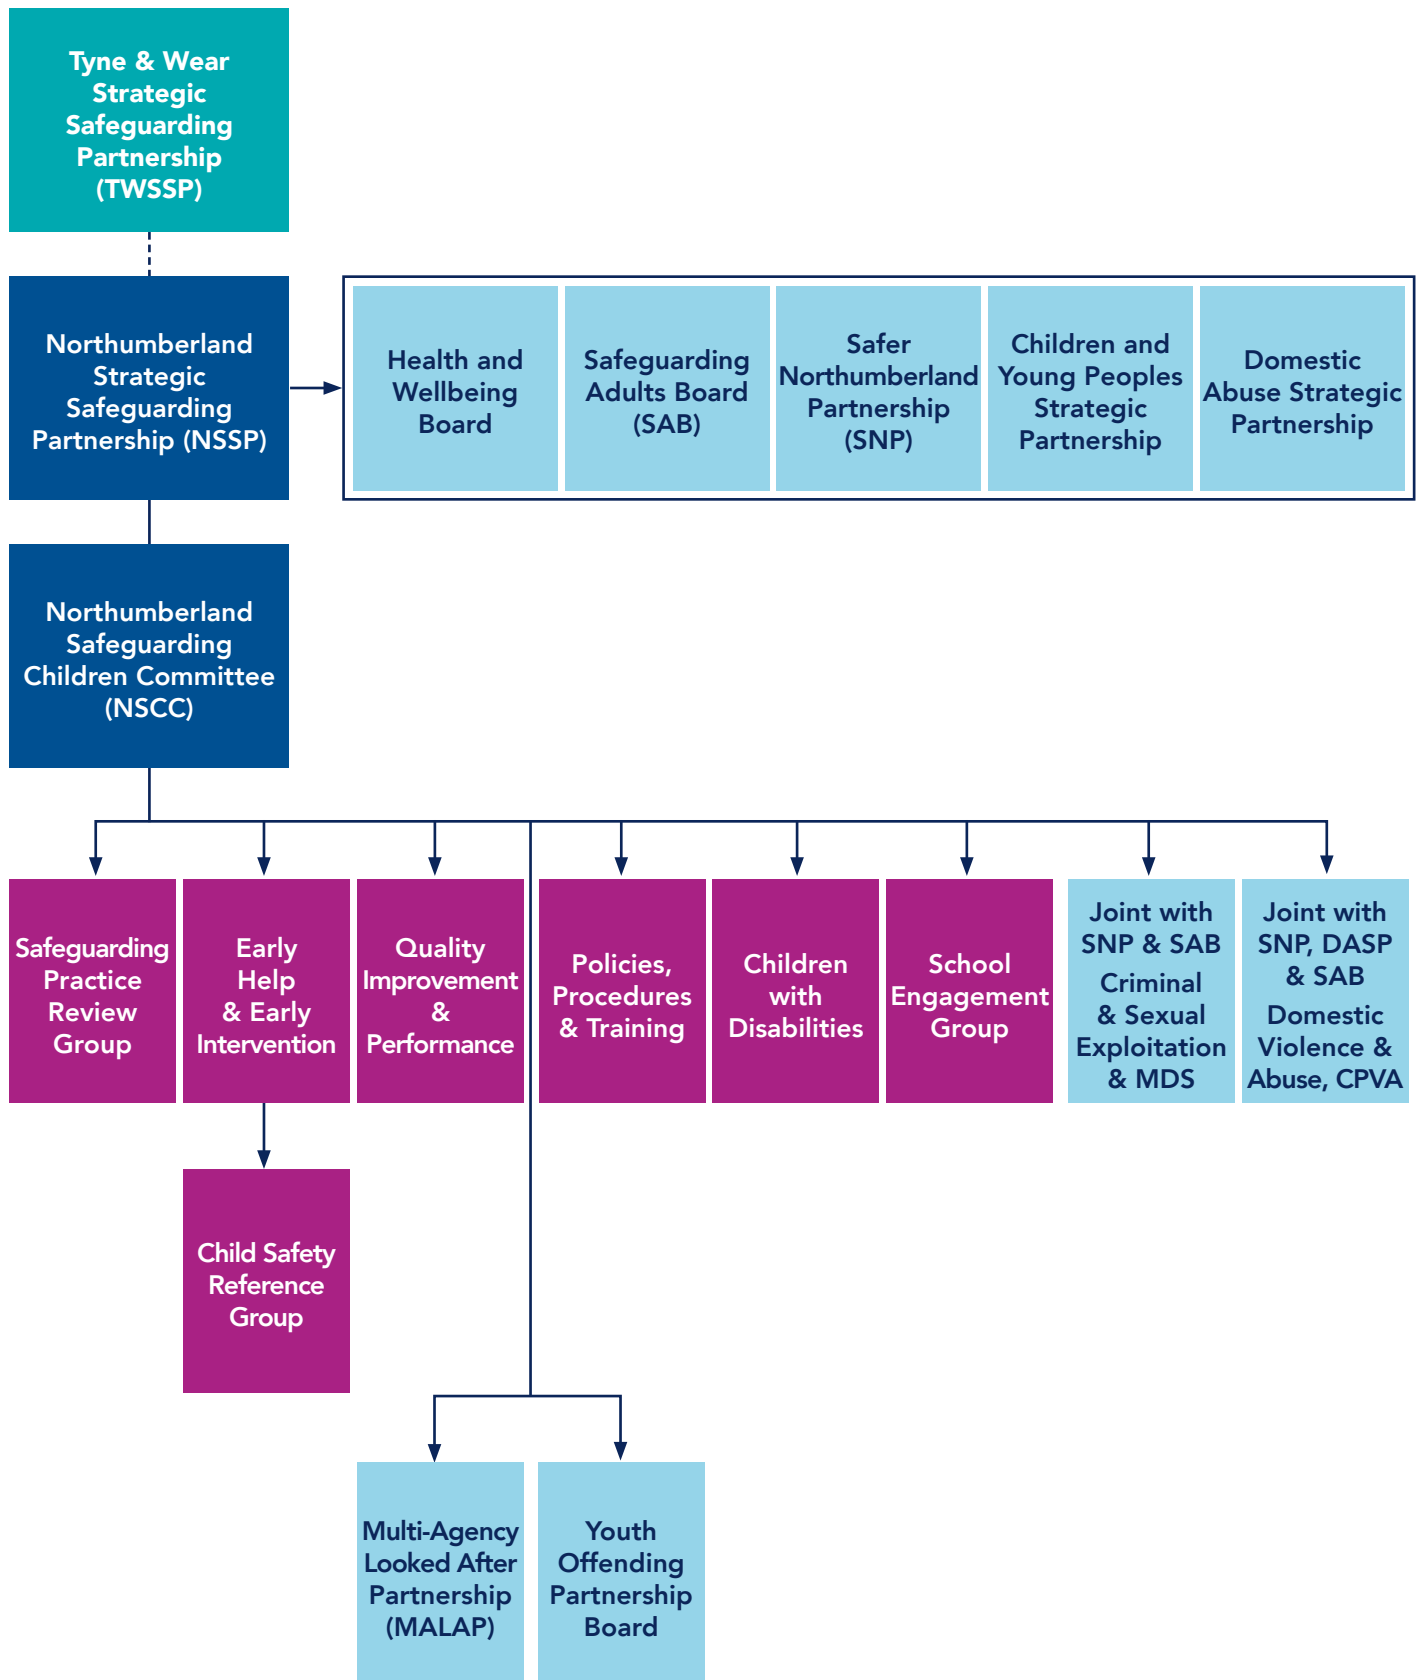 Tyne & Wear
Strategic
Safeguarding
Partnership
(TWSSP)
Northumberland
Strategic
Safeguarding
Partnership (NSSP)
Health and
Wellbeing
Board
Safeguarding
Adults Board
(SAB)
Safer
Northumberland
Partnership
(SNP)
Children and
Young Peoples
Strategic
Partnership
Domestic
Abuse Strategic
Partnership
Northumberland
Safeguarding
Children Committee
(NSCC)
Safeguarding
Practice
Review
Group
Early
Help
& Early
Intervention
Quality
Improvement
&
Performance
Policies,
Procedures
& Training
Children
with
Disabilities
School
Engagement
Group
Joint with
SNP & SAB
Criminal
& Sexual
Exploitation
& MDS
Joint with
SNP, DASP
& SAB
Domestic
Violence &
Abuse, CPVA
Child Safety
Reference
Group
Multi-Agency
Looked After
Partnership
(MALAP)
Youth
Offending
Partnership
Board